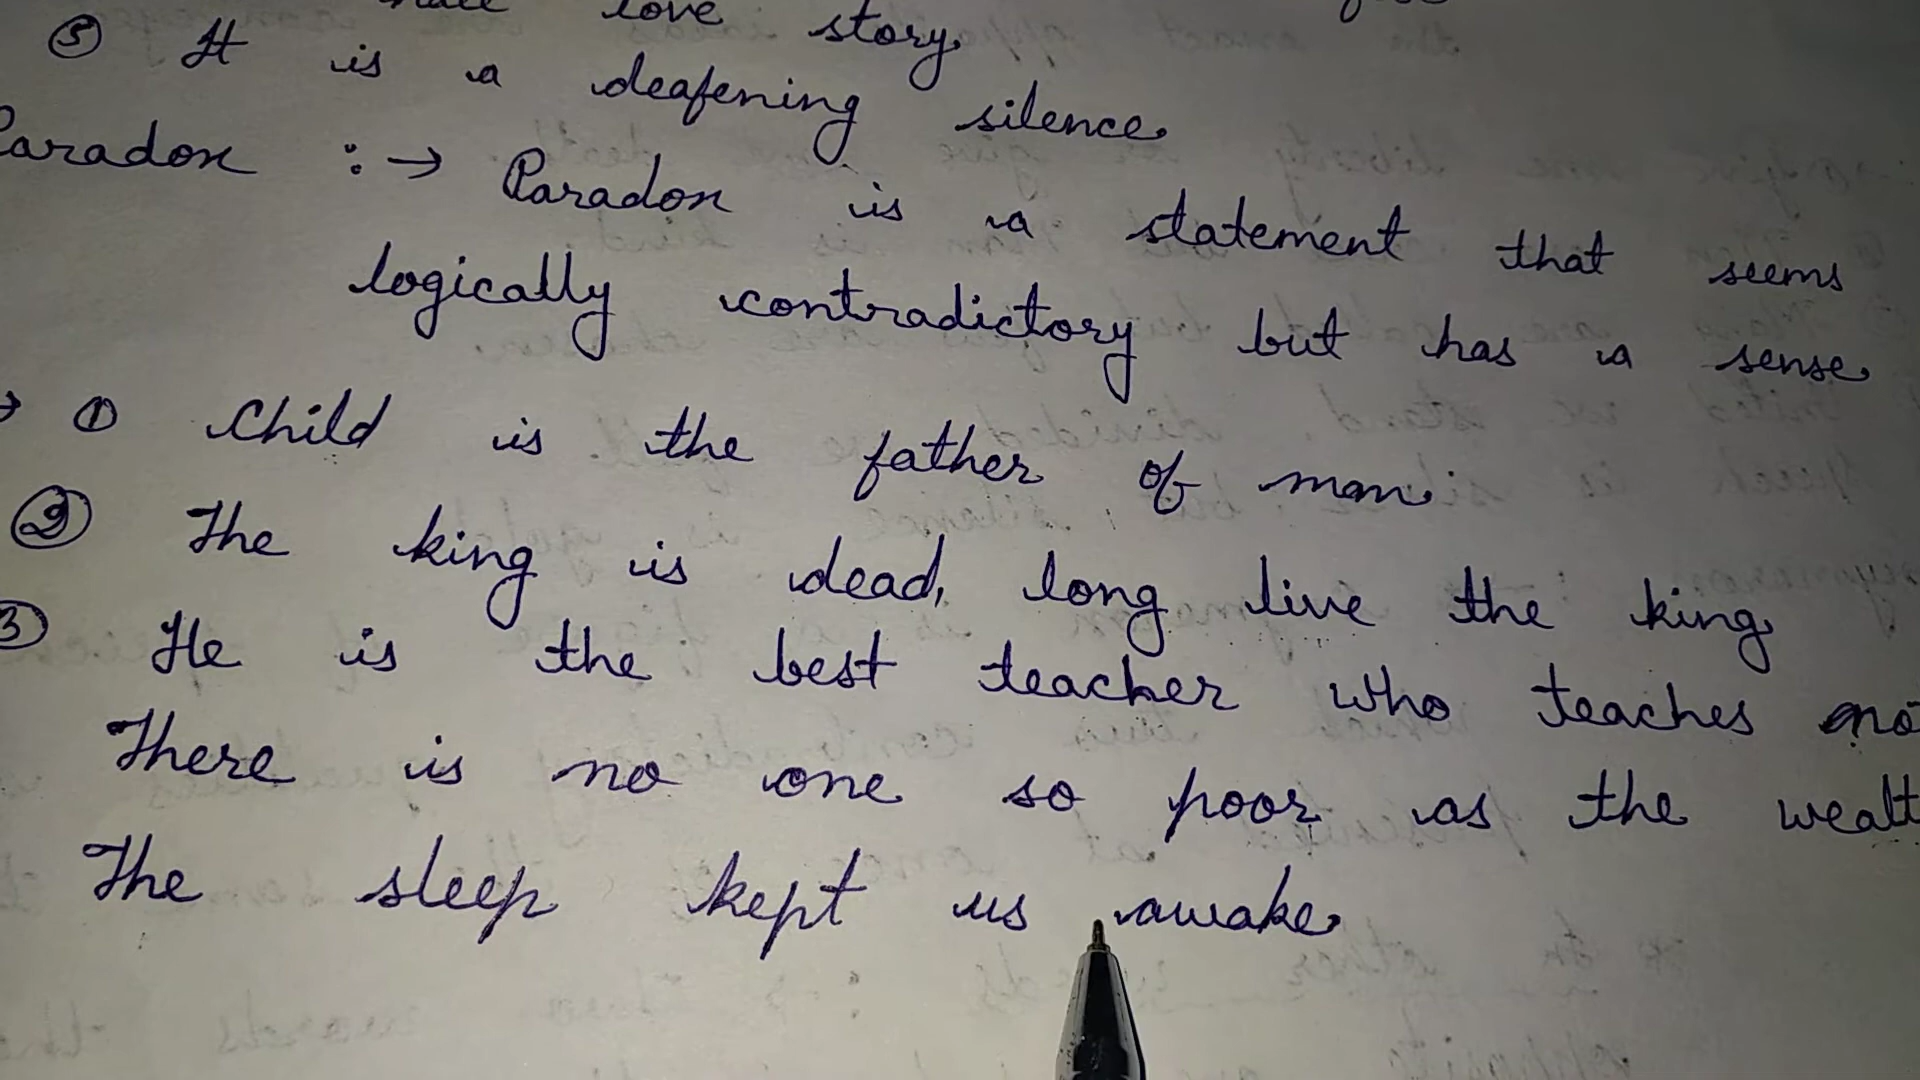 love story.
⑤ It is a deafening silence.
Paradox :→ Paradox is a statement that seems
logically contradictory but has a sense.
→ ① Child is the father of man.
② The king is dead, long live the king.
③ He is the best teacher who teaches
There is no one so poor as the
The sleep kept us awake.